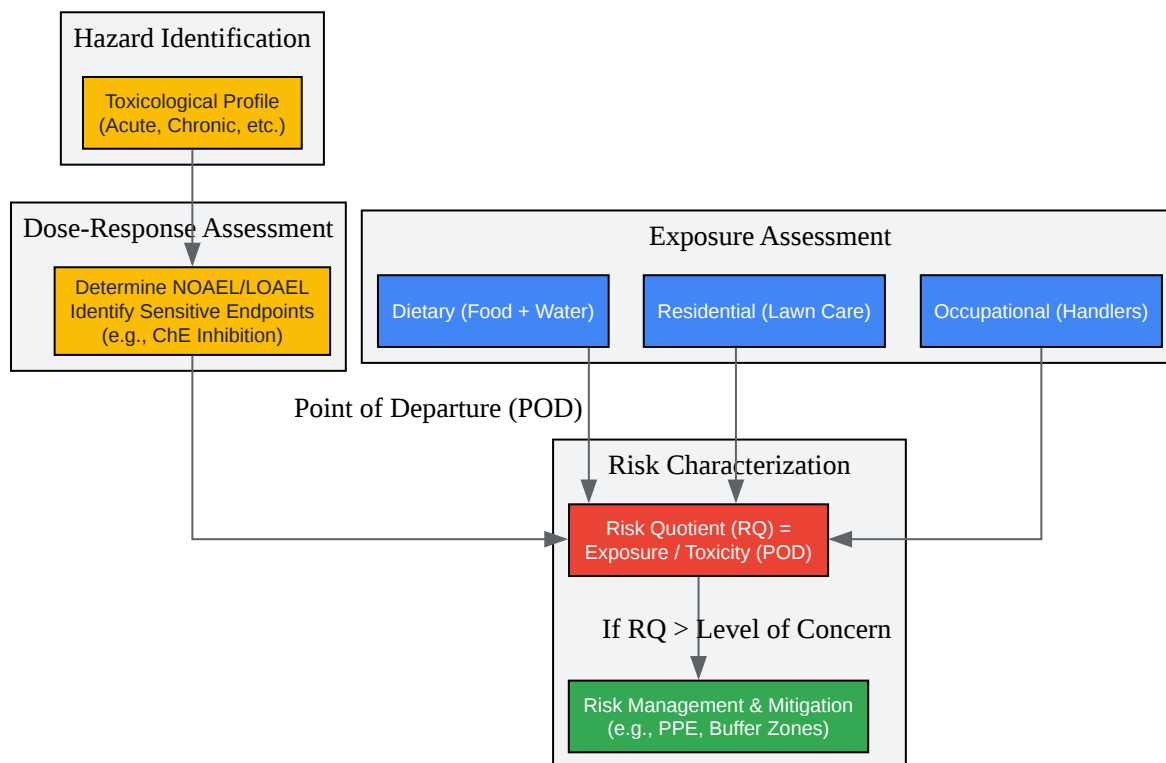 Hazard Identification
Toxicological Profile
(Acute, Chronic, etc.)
Dose-Response Assessment
Determine NOAEL/LOAEL
Identify Sensitive Endpoints
(e.g., ChE Inhibition)
Exposure Assessment
Dietary (Food + Water)
Residential (Lawn Care)
Occupational (Handlers)
Point of Departure (POD)
Risk Characterization
Risk Quotient (RQ) =
Exposure / Toxicity (POD)
If RQ > Level of Concern
Risk Management & Mitigation
(e.g., PPE, Buffer Zones)